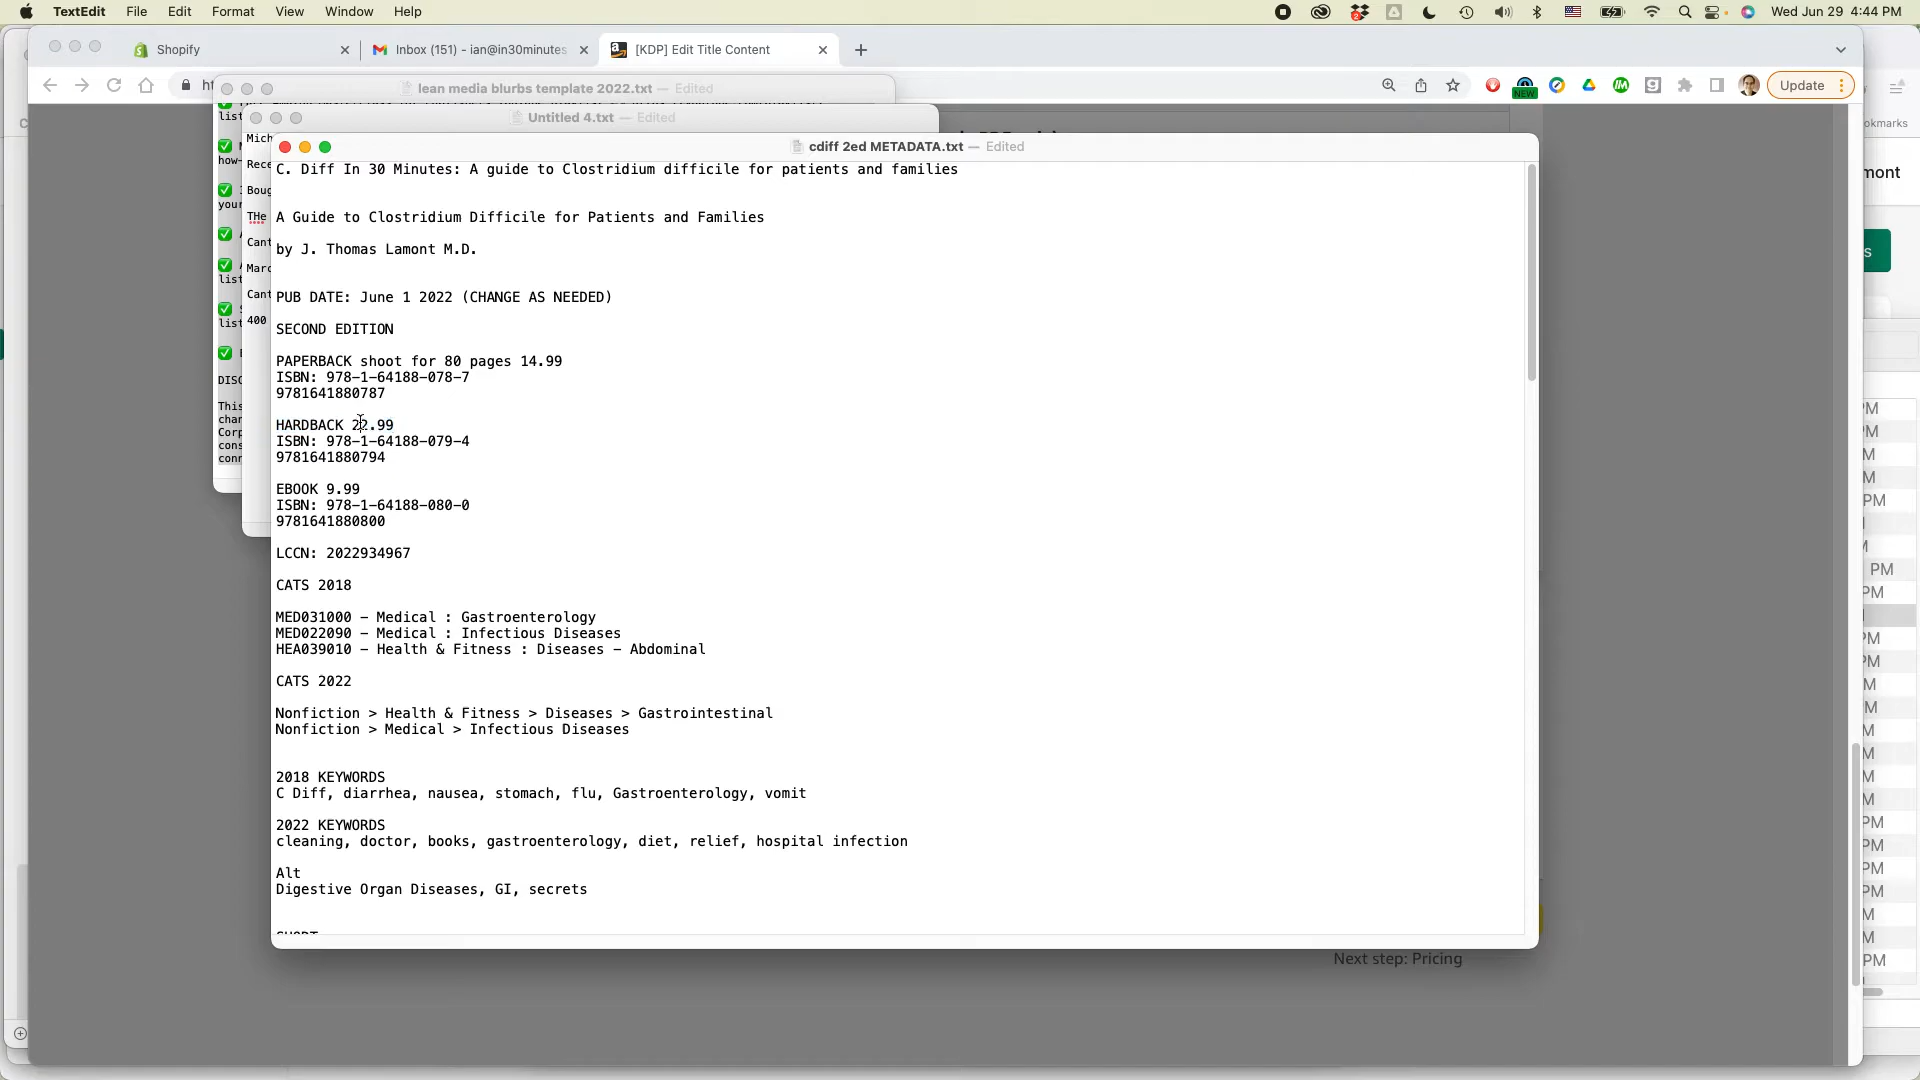 TextEdit File Edit Format View Window Help Wed Jun 29 4:44 PM
Shopify Inbox (151) - ian@in30minutes [KDP] Edit Title Content
Update
lean media blurbs template 2022.txt — Edited
Untitled 4.txt — Edited
cdiff 2ed METADATA.txt — Edited
C. Diff In 30 Minutes: A guide to Clostridium difficile for patients and families
A Guide to Clostridium Difficile for Patients and Families
by J. Thomas Lamont M.D.
PUB DATE: June 1 2022 (CHANGE AS NEEDED)
SECOND EDITION
PAPERBACK shoot for 80 pages 14.99
ISBN: 978-1-64188-078-7
9781641880787
HARDBACK 22.99
ISBN: 978-1-64188-079-4
9781641880794
EBOOK 9.99
ISBN: 978-1-64188-080-0
9781641880800
LCCN: 2022934967
CATS 2018
MED031000 – Medical : Gastroenterology
MED022090 – Medical : Infectious Diseases
HEA039010 – Health & Fitness : Diseases – Abdominal
CATS 2022
Nonfiction > Health & Fitness > Diseases > Gastrointestinal
Nonfiction > Medical > Infectious Diseases
2018 KEYWORDS
C Diff, diarrhea, nausea, stomach, flu, Gastroenterology, vomit
2022 KEYWORDS
cleaning, doctor, books, gastroenterology, diet, relief, hospital infection
Alt
Digestive Organ Diseases, GI, secrets
Next step: Pricing